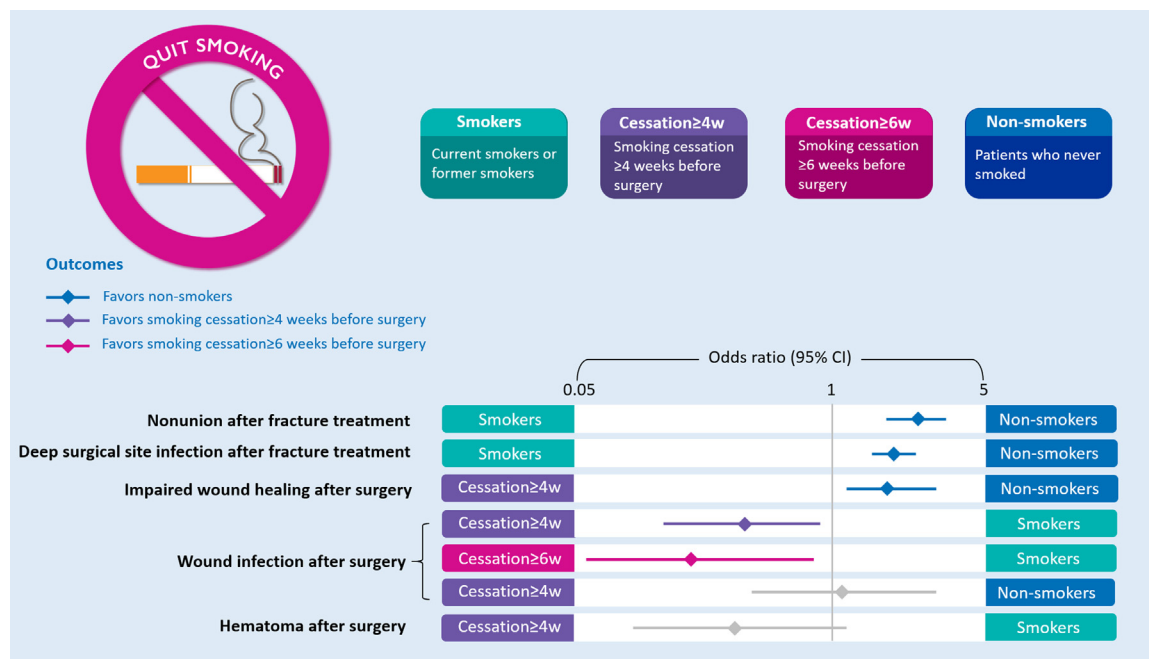 QUIT SMOKING
Smokers
Current smokers or
former smokers
Cessation≥4w
Smoking cessation
≥4 weeks before
surgery
Cessation≥6w
Smoking cessation
≥6 weeks before
surgery
Non-smokers
Patients who never
smoked
Outcomes
Favors non-smokers
Favors smoking cessation≥4 weeks before surgery
Favors smoking cessation≥6 weeks before surgery
Odds ratio (95% CI)
0.05 1 5
Nonunion after fracture treatment Smokers Non-smokers
Deep surgical site infection after fracture treatment Smokers Non-smokers
Impaired wound healing after surgery Cessation≥4w Non-smokers
Cessation≥4w Smokers
Wound infection after surgery Cessation≥6w Smokers
Cessation≥4w Non-smokers
Hematoma after surgery Cessation≥4w Smokers